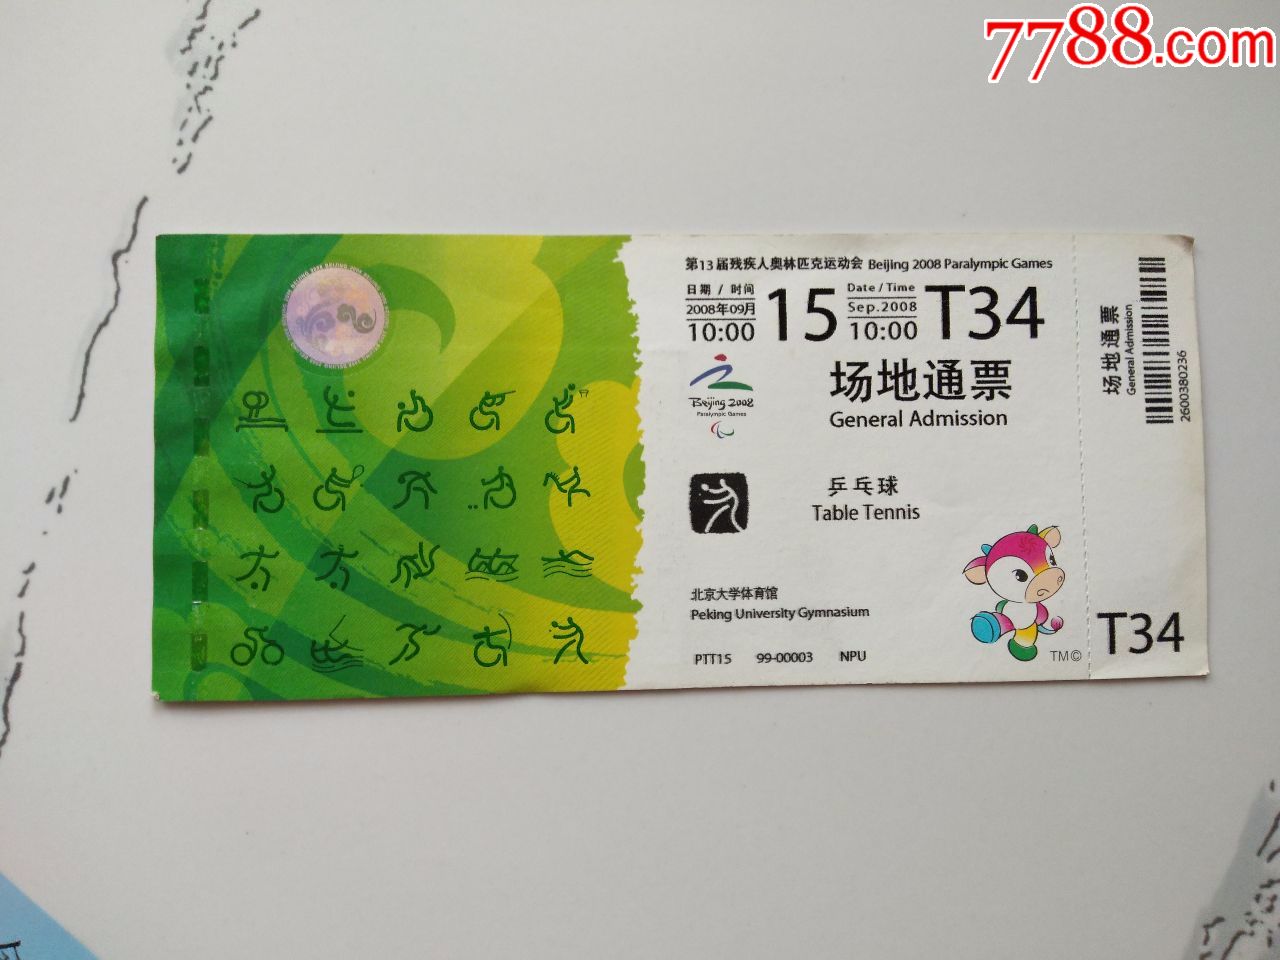 7788.com
第13届残疾人奥林匹克运动会 Beijing 2008 Paralympic Games
日期 / 时间
2008年09月
10:00
15
Date / Time
Sep.2008
10:00
T34
场地通票
General Admission
Beijing 2008
Paralympic Games
乒乓球
Table Tennis
北京大学体育馆
Peking University Gymnasium
PTT15 99-00003 NPU
TM©
场地通票
General Admission
2600380236
T34